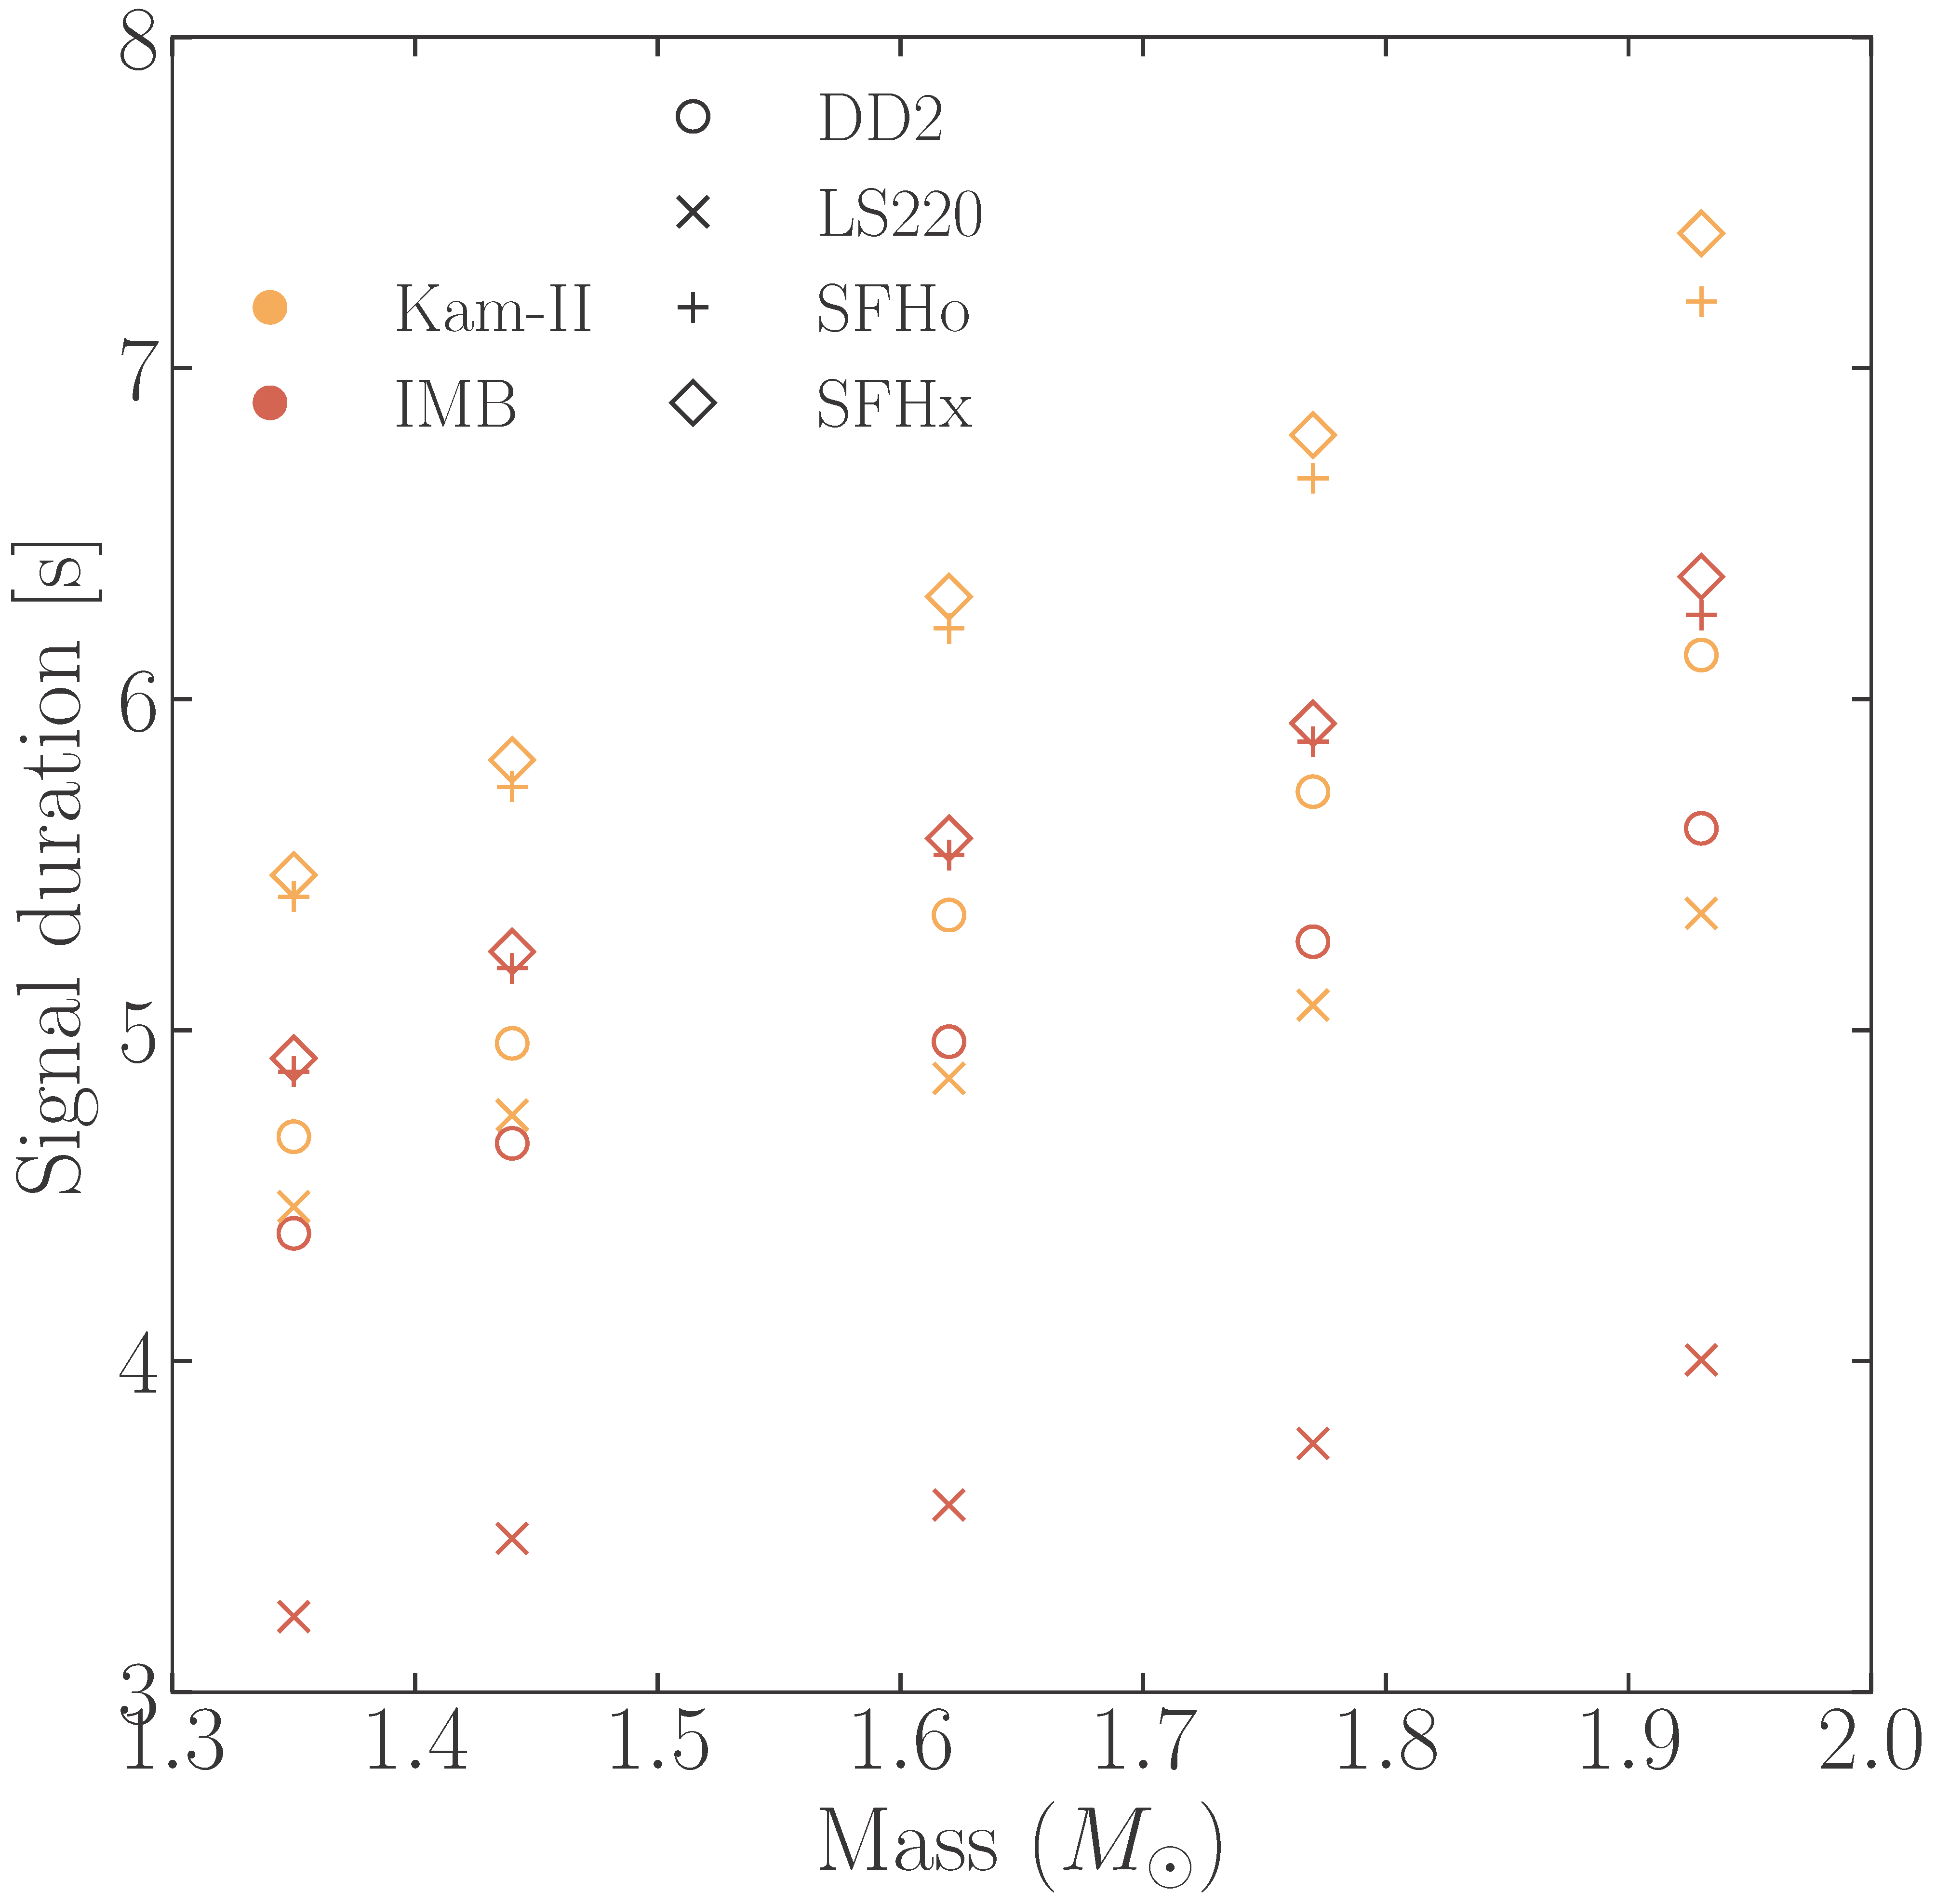 Signal duration [s]
8
7
6
5
4
3
DD2
LS220
Kam-II
SFHo
IMB
SFHx
1.3 1.4 1.5 1.6 1.7 1.8 1.9 2.0
Mass (M⊙)